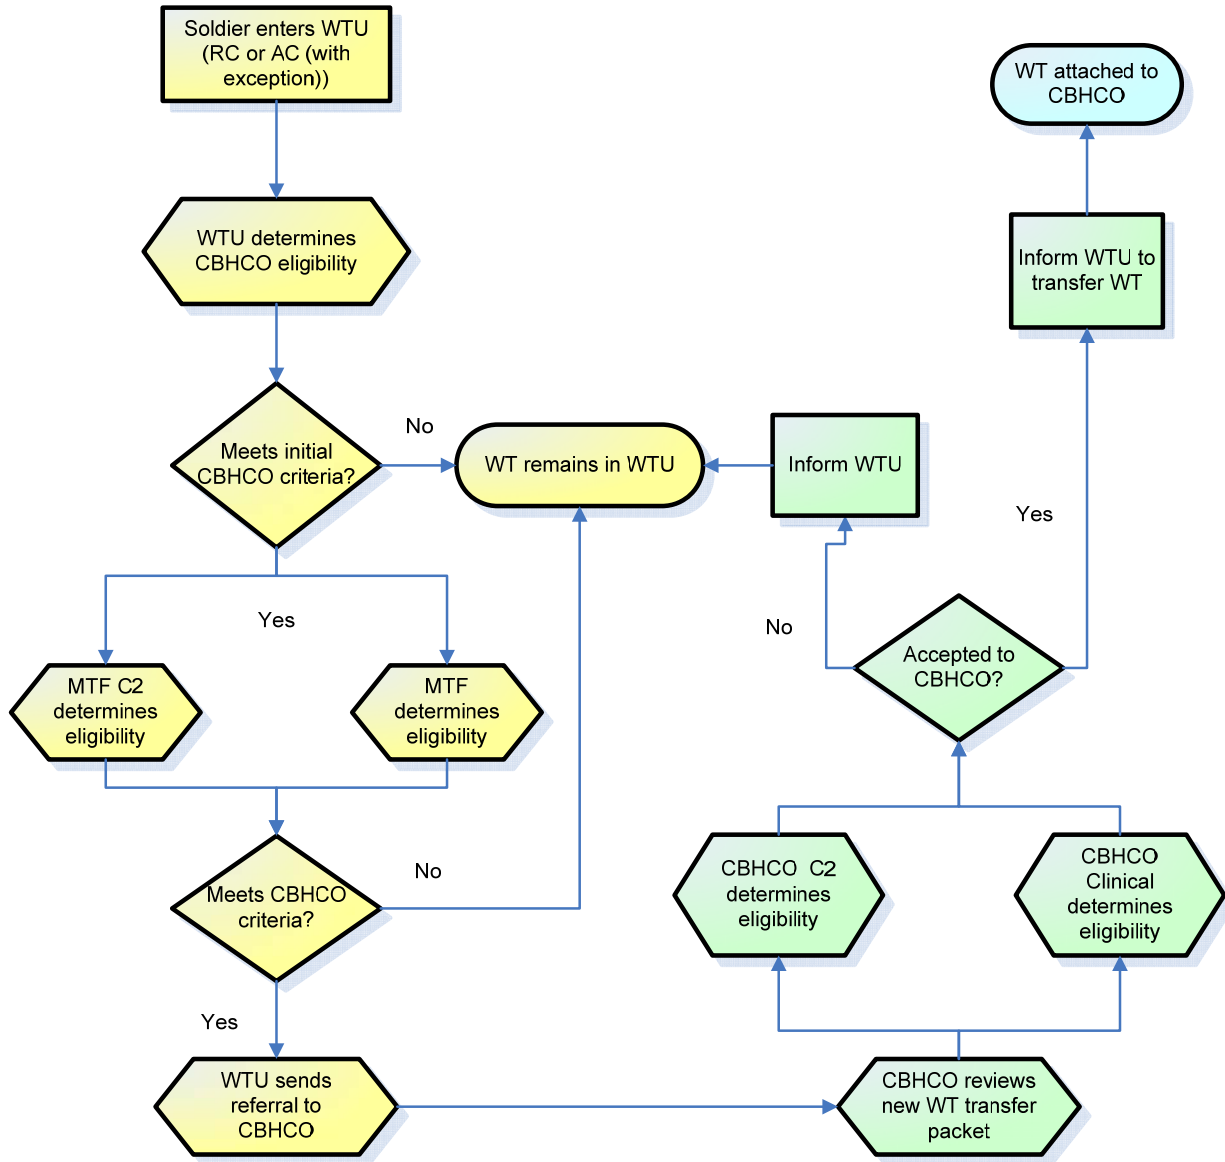 Soldier enters WTU
(RC or AC (with
exception))
WT attached to
CBHCO
WTU determines
CBHCO eligibility
Inform WTU to
transfer WT
Meets initial
CBHCO criteria?
No
WT remains in WTU
Inform WTU
Yes
Yes
No
Accepted to
CBHCO?
MTF C2
determines
eligibility
MTF
determines
eligibility
Meets CBHCO
criteria?
No
CBHCO  C2
determines
eligibility
CBHCO
Clinical
determines
eligibility
Yes
WTU sends
referral to
CBHCO
CBHCO reviews
new WT transfer
packet